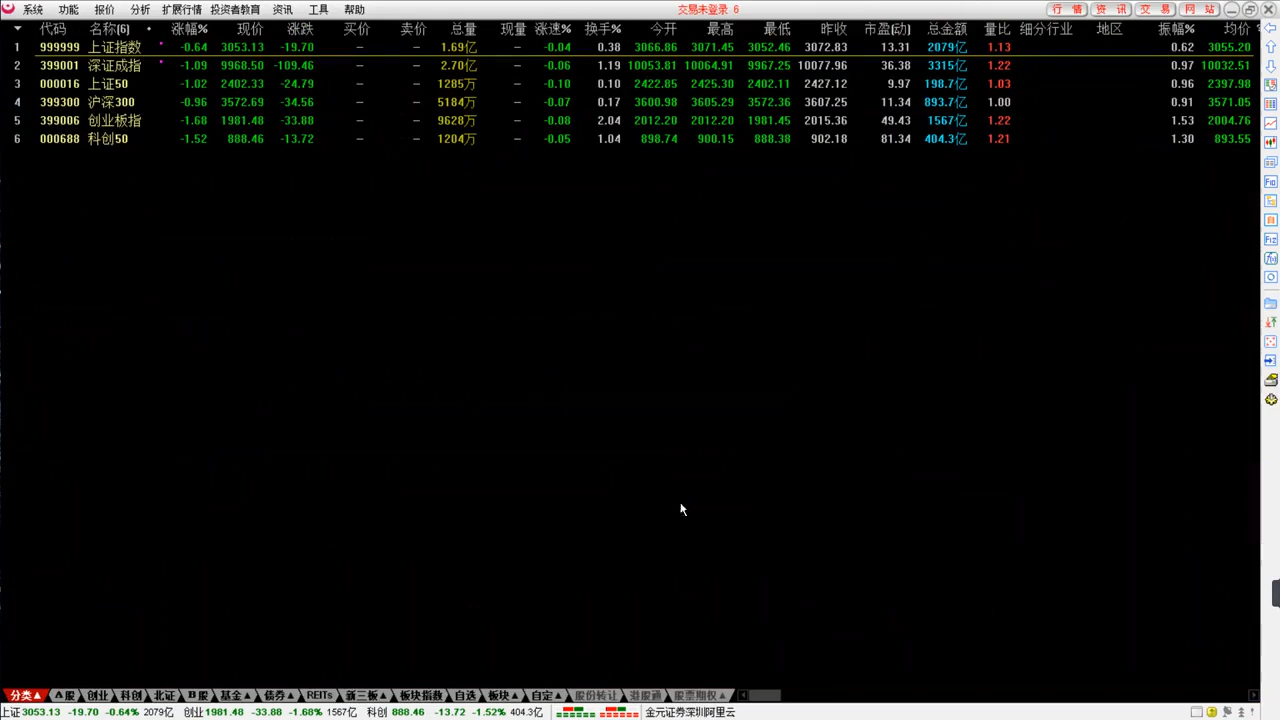 系统 功能 报价 分析 扩展行情 投资者教育 资讯 工具 帮助 交易未登录 6 行 情 资 讯 交 易 网 站
代码 名称(6) 涨幅% 现价 涨跌 买价 卖价 总量 现量 涨速% 换手% 今开 最高 最低 昨收 市盈(动) 总金额 量比 细分行业 地区 振幅% 均价
1 999999 上证指数 -0.64 3053.13 -19.70 – – 1.69亿 – -0.04 0.38 3066.86 3071.45 3052.46 3072.83 13.31 2079亿 1.13 0.62 3055.20
2 399001 深证成指 -1.09 9968.50 -109.46 – – 2.70亿 – -0.06 1.19 10053.81 10064.91 9967.25 10077.96 36.38 3315亿 1.22 0.97 10032.51
3 000016 上证50 -1.02 2402.33 -24.79 – – 1285万 – -0.10 0.10 2422.85 2425.30 2402.11 2427.12 9.97 198.7亿 1.03 0.96 2397.98
4 399300 沪深300 -0.96 3572.69 -34.56 – – 5184万 – -0.07 0.17 3600.98 3605.29 3572.36 3607.25 11.34 893.7亿 1.00 0.91 3571.05
5 399006 创业板指 -1.68 1981.48 -33.88 – – 9628万 – -0.08 2.04 2012.20 2012.20 1981.45 2015.36 49.43 1567亿 1.22 1.53 2004.76
6 000688 科创50 -1.52 888.46 -13.72 – – 1204万 – -0.05 1.04 898.74 900.15 888.38 902.18 81.34 404.3亿 1.21 1.30 893.55
分类▲ A股 创业 科创 北证 B股 基金▲ 债券▲ REITs 新三板▲ 板块指数 自选 板块▲ 自定▲ 股份转让 港股通 股票期权▲
上证3053.13 -19.70 -0.64% 2079亿 创业1981.48 -33.88 -1.68% 1567亿 科创 888.46 -13.72 -1.52% 404.3亿 金元证券深圳阿里云